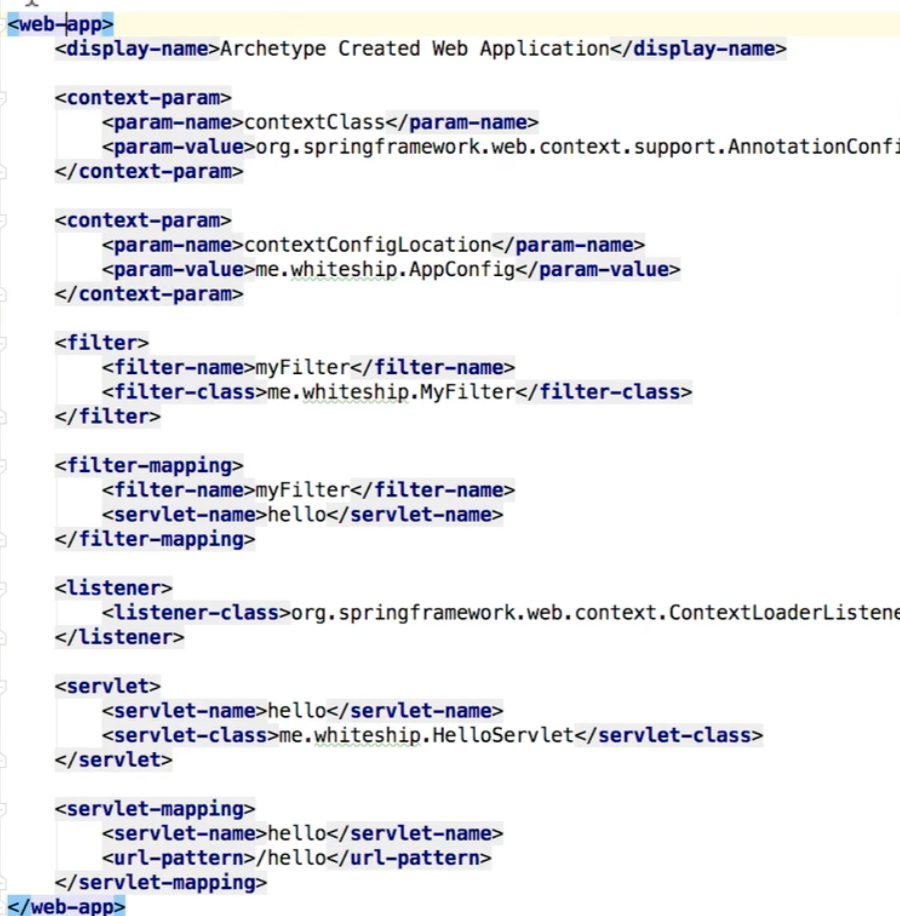 <web-app>
<display-name>Archetype Created Web Application</display-name>
<context-param>
<param-name>contextClass</param-name>
<param-value>org.springframework.web.context.support.AnnotationConfi
</context-param>
<context-param>
<param-name>contextConfigLocation</param-name>
<param-value>me.whiteship.AppConfig</param-value>
</context-param>
<filter>
<filter-name>myFilter</filter-name>
<filter-class>me.whiteship.MyFilter</filter-class>
</filter>
<filter-mapping>
<filter-name>myFilter</filter-name>
<servlet-name>hello</servlet-name>
</filter-mapping>
<listener>
<listener-class>org.springframework.web.context.ContextLoaderListene
</listener>
<servlet>
<servlet-name>hello</servlet-name>
<servlet-class>me.whiteship.HelloServlet</servlet-class>
</servlet>
<servlet-mapping>
<servlet-name>hello</servlet-name>
<url-pattern>/hello</url-pattern>
</servlet-mapping>
</web-app>